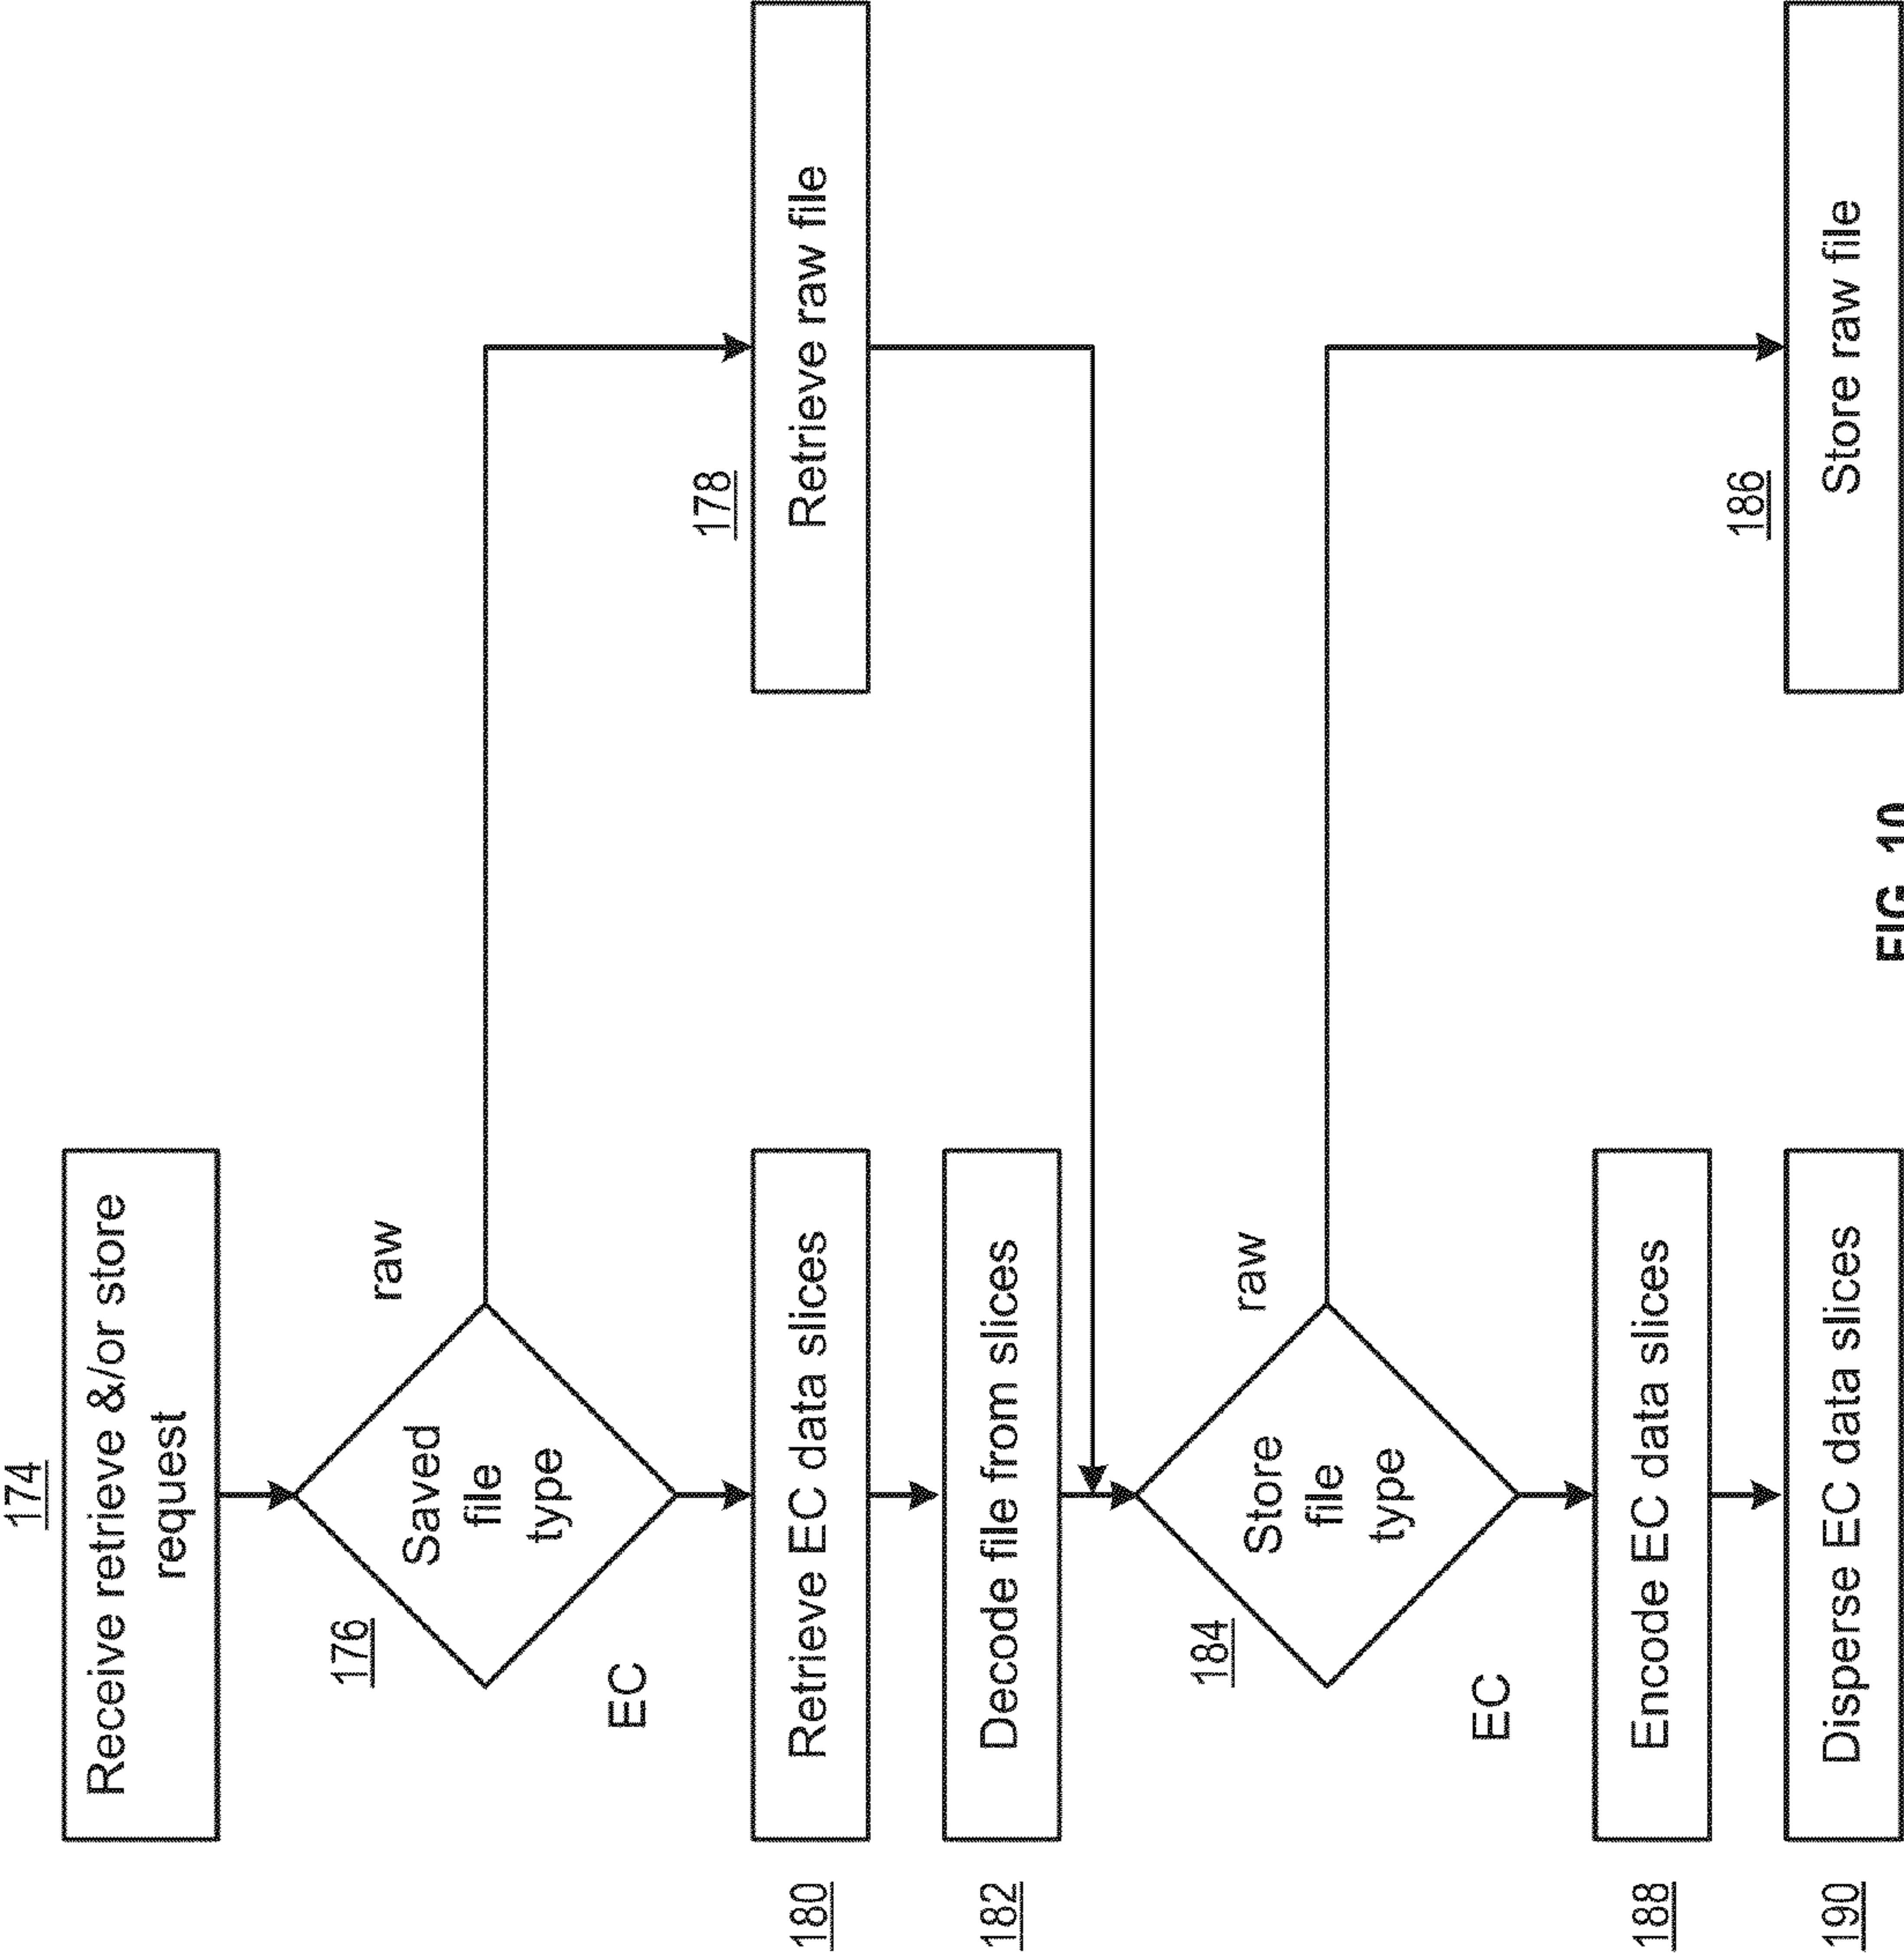 174
Receive retrieve &/or store
request
176
Saved
file
type
raw
EC
178
Retrieve raw file
180
Retrieve EC data slices
182
Decode file from slices
184
Store
file
type
raw
EC
186
Store raw file
188
Encode EC data slices
190
Disperse EC data slices
FIG. 10